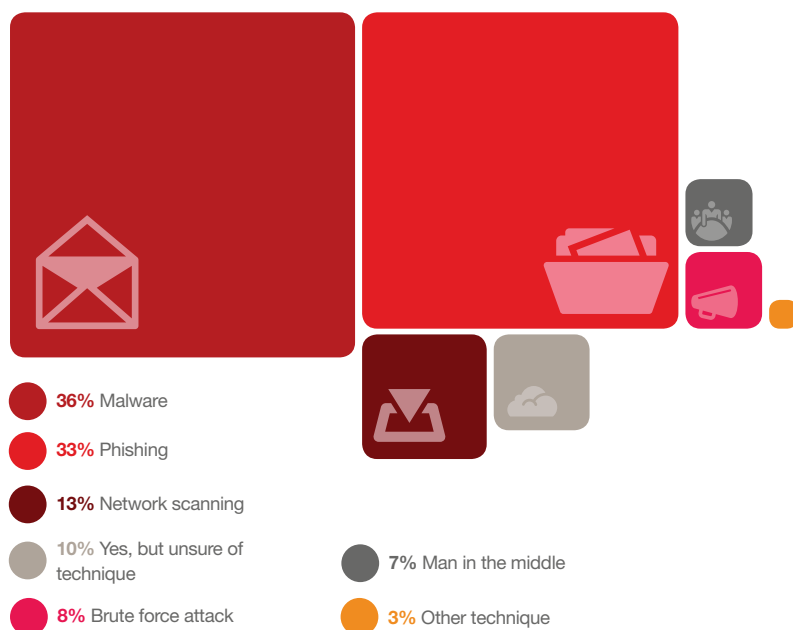 36% Malware
33% Phishing
13% Network scanning
10% Yes, but unsure of
technique
8% Brute force attack
7% Man in the middle
3% Other technique